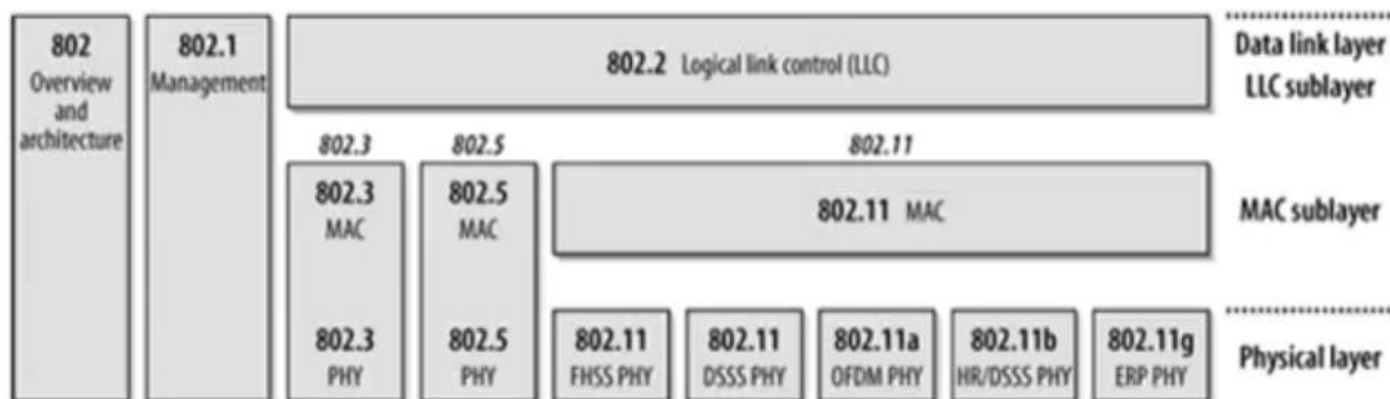 802
Overview
and
architecture
802.1
Management
802.2 Logical link control (LLC)
Data link layer
LLC sublayer
802.3
802.5
802.11
802.3
MAC
802.5
MAC
802.11 MAC
MAC sublayer
802.3
PHY
802.5
PHY
802.11
FHSS PHY
802.11
DSSS PHY
802.11a
OFDM PHY
802.11b
HR/DSSS PHY
802.11g
ERP PHY
Physical layer